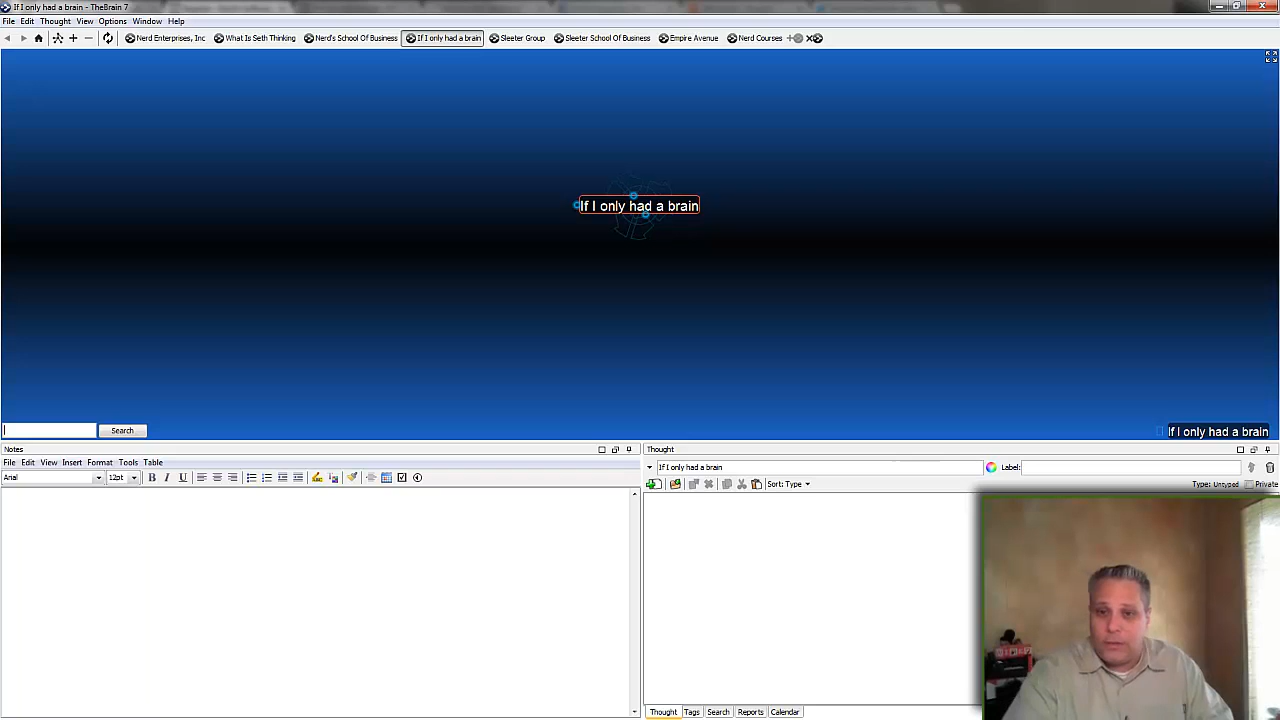 If I only had a brain - TheBrain 7
File Edit Thought View Options Window Help
Nerd Enterprises, Inc What Is Seth Thinking Nerd's School Of Business If I only had a brain Sleeter Group Sleeter School Of Business Empire Avenue Nerd Courses
If I only had a brain
Search
If I only had a brain
Notes
Thought
File Edit View Insert Format Tools Table
If I only had a brain Label:
Arial 12pt B I U
Sort: Type Type: Untyped Private
Thought Tags Search Reports Calendar